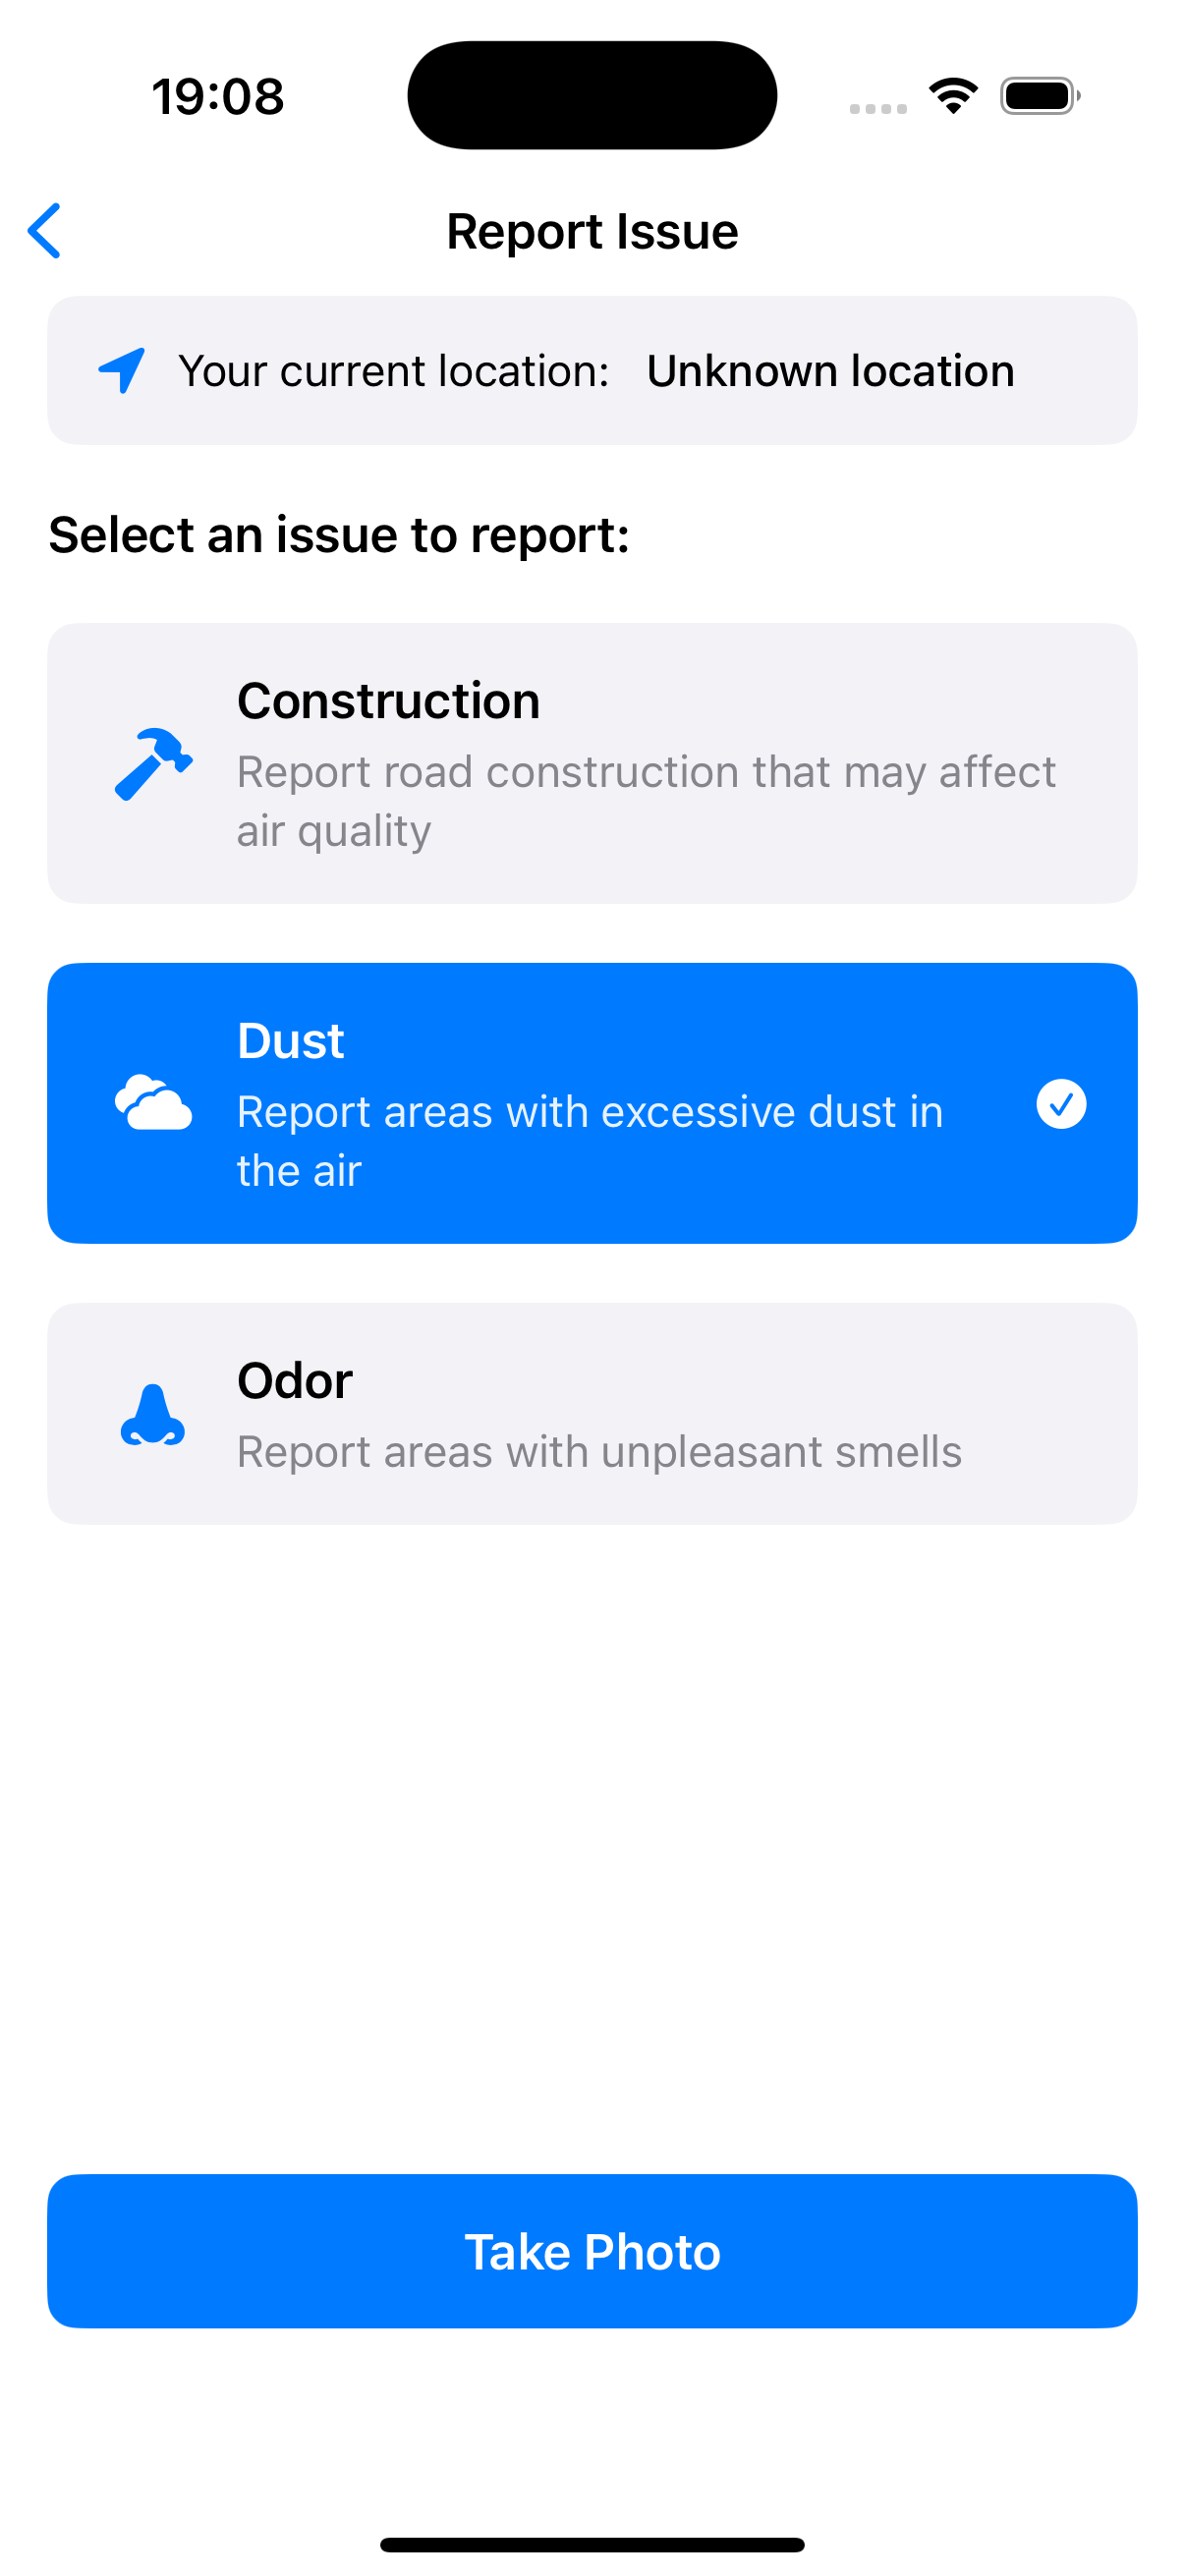 19:08
Report Issue
Your current location: Unknown location
Select an issue to report:
Construction
Report road construction that may affect
air quality
Dust
Report areas with excessive dust in
the air
Odor
Report areas with unpleasant smells
Take Photo